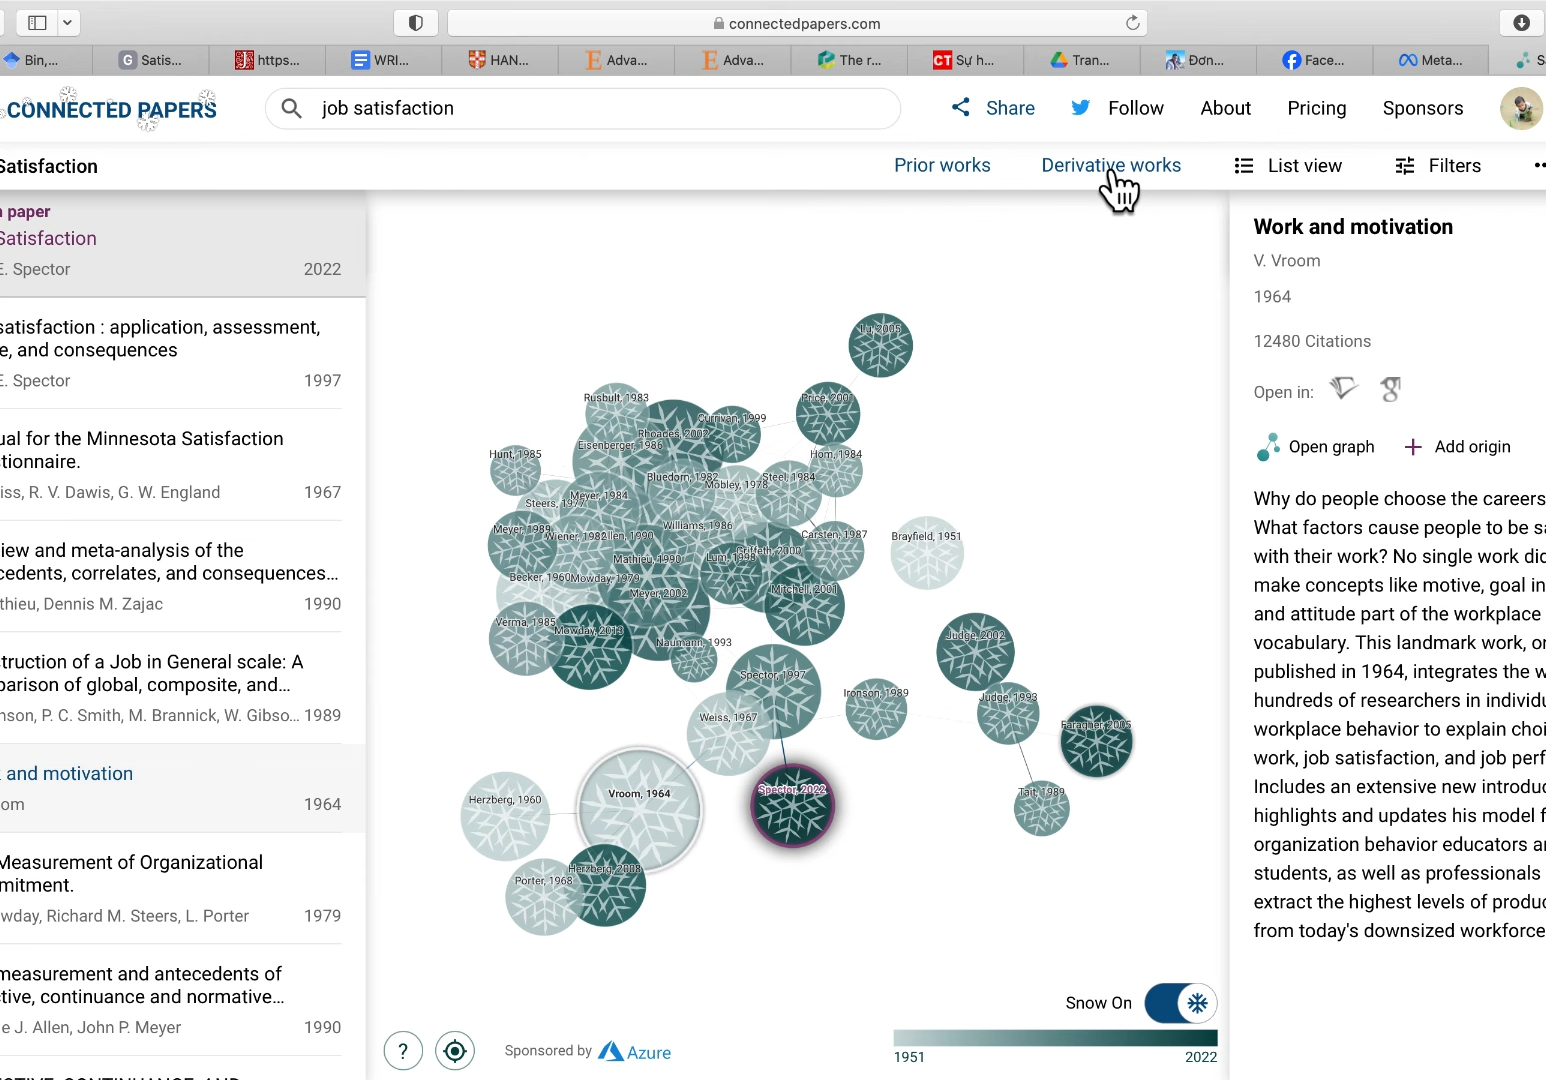 connectedpapers.com
Bin,...
Satis...
https...
WRI...
HAN...
Adva...
Adva...
The r...
CT Sự h...
Tran...
Đơn...
Face...
Meta...
S
CONNECTED PAPERS
job satisfaction
Share
Follow
About
Pricing
Sponsors
Satisfaction
Prior works
Derivative works
List view
Filters
paper
Satisfaction
E. Spector 2022
satisfaction : application, assessment,
e, and consequences
E. Spector 1997
ual for the Minnesota Satisfaction
tionnaire.
iss, R. V. Dawis, G. W. England 1967
iew and meta-analysis of the
cedents, correlates, and consequences...
thieu, Dennis M. Zajac 1990
truction of a Job in General scale: A
parison of global, composite, and...
nson, P. C. Smith, M. Brannick, W. Gibso... 1989
and motivation
om 1964
Measurement of Organizational
mitment.
wday, Richard M. Steers, L. Porter 1979
measurement and antecedents of
ctive, continuance and normative...
e J. Allen, John P. Meyer 1990
Lu, 2005
Rusbult, 1983
Price, 2001
Currivan, 1999
Rhoades, 2002
Eisenberger, 1986
Hunt, 1985
Hom, 1984
Bluedorn, 1982
Mobley, 1978
Steel, 1984
Meyer, 1984
Steers, 1977
Williams, 1986
Meyer, 1989
Wiener, 1982
llen, 1990
Carsten, 1987
Brayfield, 1951
Griffeth, 2000
Mathieu, 1990
Lum, 1998
Becker, 1960
Mowday, 1979
Meyer, 2002
Mitchell, 2001
Verma, 1985
Mowday, 2013
Naumann, 1993
Judge, 2002
Spector, 1997
Ironson, 1989
Judge, 1993
Weiss, 1967
Faragher, 2005
Spector, 2022
Vroom, 1964
Herzberg, 1960
Tait, 1989
Herzberg, 2008
Porter, 1968
Snow On
? Sponsored by Azure
1951 2022
Work and motivation
V. Vroom
1964
12480 Citations
Open in:
Open graph
Add origin
Why do people choose the careers
What factors cause people to be sa
with their work? No single work did
make concepts like motive, goal in
and attitude part of the workplace
vocabulary. This landmark work, or
published in 1964, integrates the w
hundreds of researchers in individu
workplace behavior to explain choi
work, job satisfaction, and job perf
Includes an extensive new introduc
highlights and updates his model f
organization behavior educators an
students, as well as professionals
extract the highest levels of produc
from today's downsized workforce